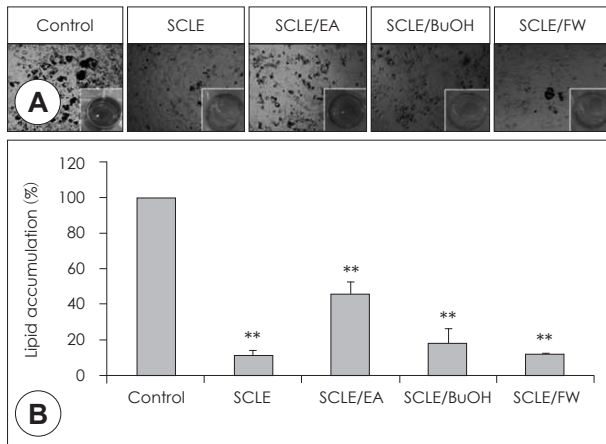 Control SCLE SCLE/EA SCLE/BuOH SCLE/FW
A
120
100
80
60
40
20
0
Lipid accumulation (%)
**
**
**
**
Control SCLE SCLE/EA SCLE/BuOH SCLE/FW
B